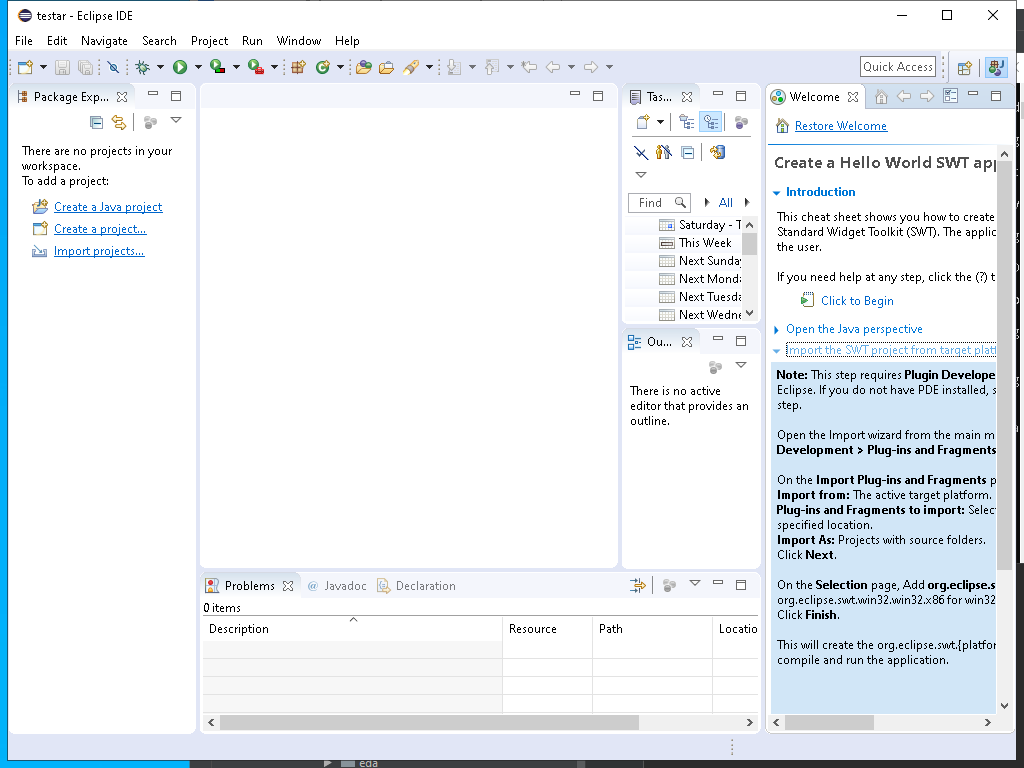 testar - Eclipse IDE
File Edit Navigate Search Project Run Window Help
Quick Access
Package Exp...
There are no projects in your
workspace.
To add a project:
Create a Java project
Create a project...
Import projects...
Tas...
Find
All
Saturday - T
This Week
Next Sunday
Next Monda
Next Tuesda
Next Wedne
Ou...
There is no active
editor that provides an
outline.
Problems
@ Javadoc
Declaration
0 items
Description Resource Path Locatio
Welcome
Restore Welcome
Create a Hello World SWT app
Introduction
This cheat sheet shows you how to create
Standard Widget Toolkit (SWT). The applic
the user.
If you need help at any step, click the (?) t
Click to Begin
Open the Java perspective
Import the SWT project from target platf
Note: This step requires Plugin Develope
Eclipse. If you do not have PDE installed, s
step.
Open the Import wizard from the main m
Development > Plug-ins and Fragments
On the Import Plug-ins and Fragments p
Import from: The active target platform.
Plug-ins and Fragments to import: Selec
specified location.
Import As: Projects with source folders.
Click Next.
On the Selection page, Add org.eclipse.s
org.eclipse.swt.win32.win32.x86 for win32
Click Finish.
This will create the org.eclipse.swt.{platfor
compile and run the application.
eda